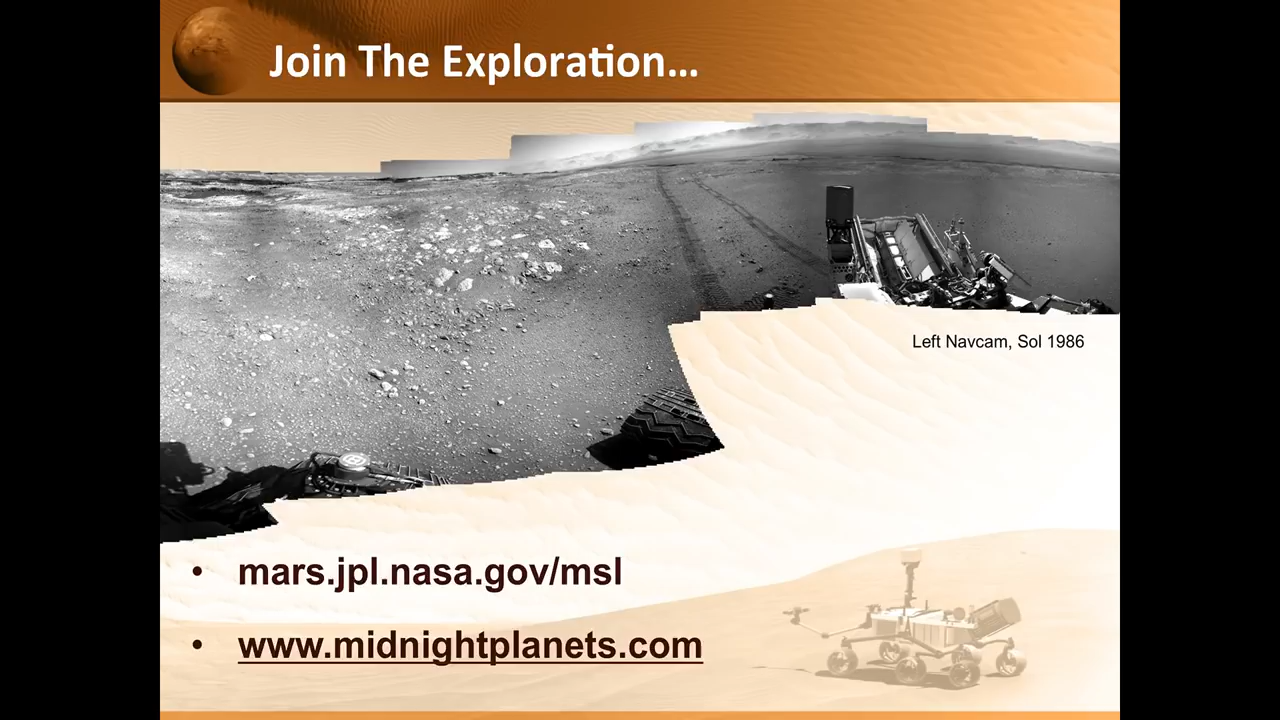 Join The Exploration...
Left Navcam, Sol 1986
• mars.jpl.nasa.gov/msl
• www.midnightplanets.com